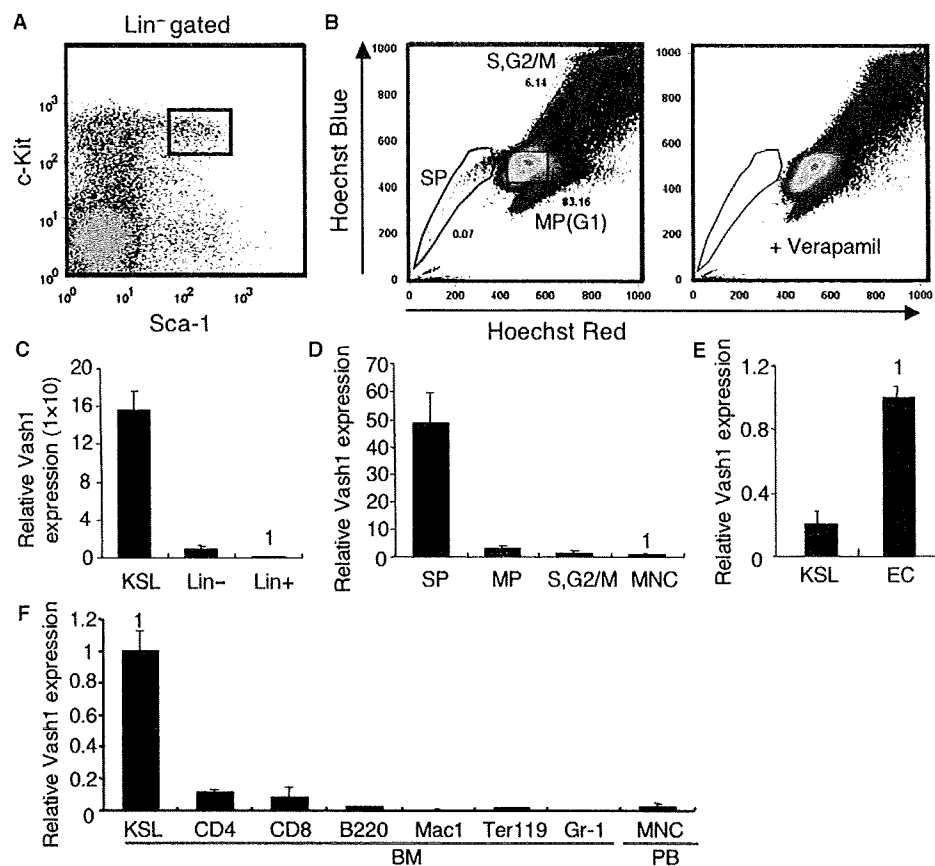 A
Lin⁻ gated
c-Kit
10³
10²
10¹
10⁰
10⁰ 10¹ 10² 10³
Sca-1
B
Hoechst Blue
1000
800
600
400
200
0
S,G2/M
6.14
SP
0.07
83.16
MP(G1)
0 200 400 600 800 1000
1000
800
600
400
200
0
+ Verapamil
0 200 400 600 800 1000
Hoechst Red
C
Relative Vash1
expression (1×10)
20
16
12
8
4
0
1
KSL Lin− Lin+
D
Relative Vash1 expression
70
60
50
40
30
20
10
0
1
SP MP S,G2/M MNC
E
Relative Vash1 expression
1.2
0.8
0.4
0
1
KSL EC
F
Relative Vash1 expression
1.2
1
0.8
0.6
0.4
0.2
0
1
KSL CD4 CD8 B220 Mac1 Ter119 Gr-1 MNC
BM PB